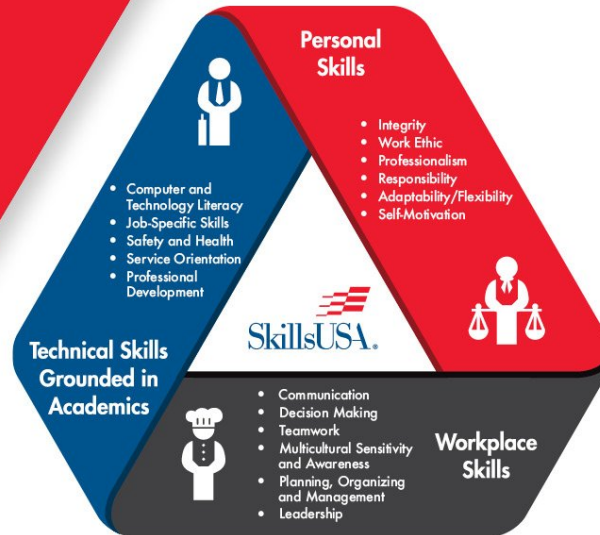 Personal
Skills
• Integrity
• Work Ethic
• Professionalism
• Responsibility
• Adaptability/Flexibility
• Self-Motivation
• Computer and
Technology Literacy
• Job-Specific Skills
• Safety and Health
• Service Orientation
• Professional
Development
Technical Skills
Grounded in
Academics
SkillsUSA®
• Communication
• Decision Making
• Teamwork
• Multicultural Sensitivity
and Awareness
• Planning, Organizing
and Management
• Leadership
Workplace
Skills